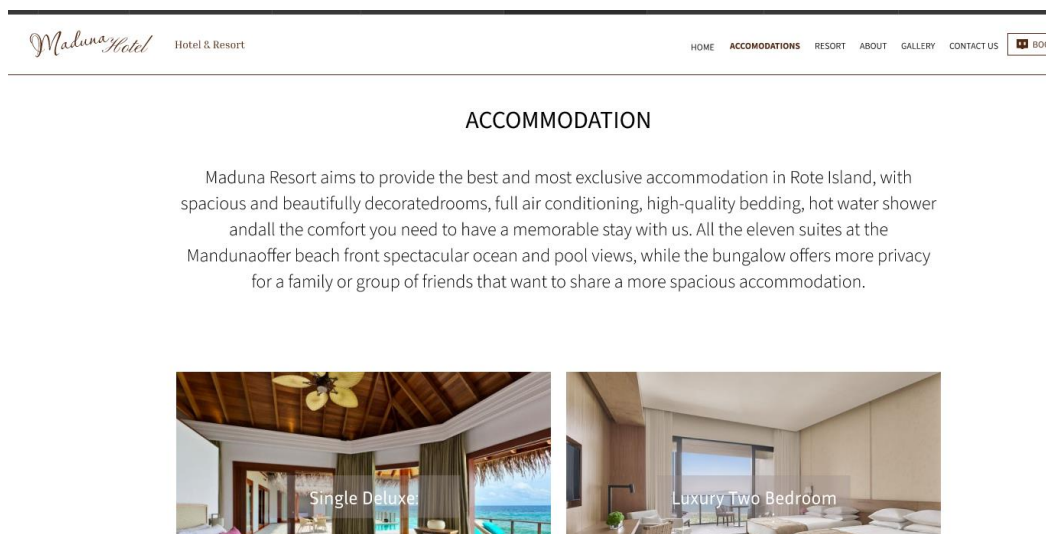 Maduna Hotel
Hotel & Resort
HOME ACCOMODATIONS RESORT ABOUT GALLERY CONTACT US
ACCOMMODATION
Maduna Resort aims to provide the best and most exclusive accommodation in Rote Island, with
spacious and beautifully decoratedrooms, full air conditioning, high-quality bedding, hot water shower
andall the comfort you need to have a memorable stay with us. All the eleven suites at the
Mandunaoffer beach front spectacular ocean and pool views, while the bungalow offers more privacy
for a family or group of friends that want to share a more spacious accommodation.
Single Deluxe:
Luxury Two Bedroom